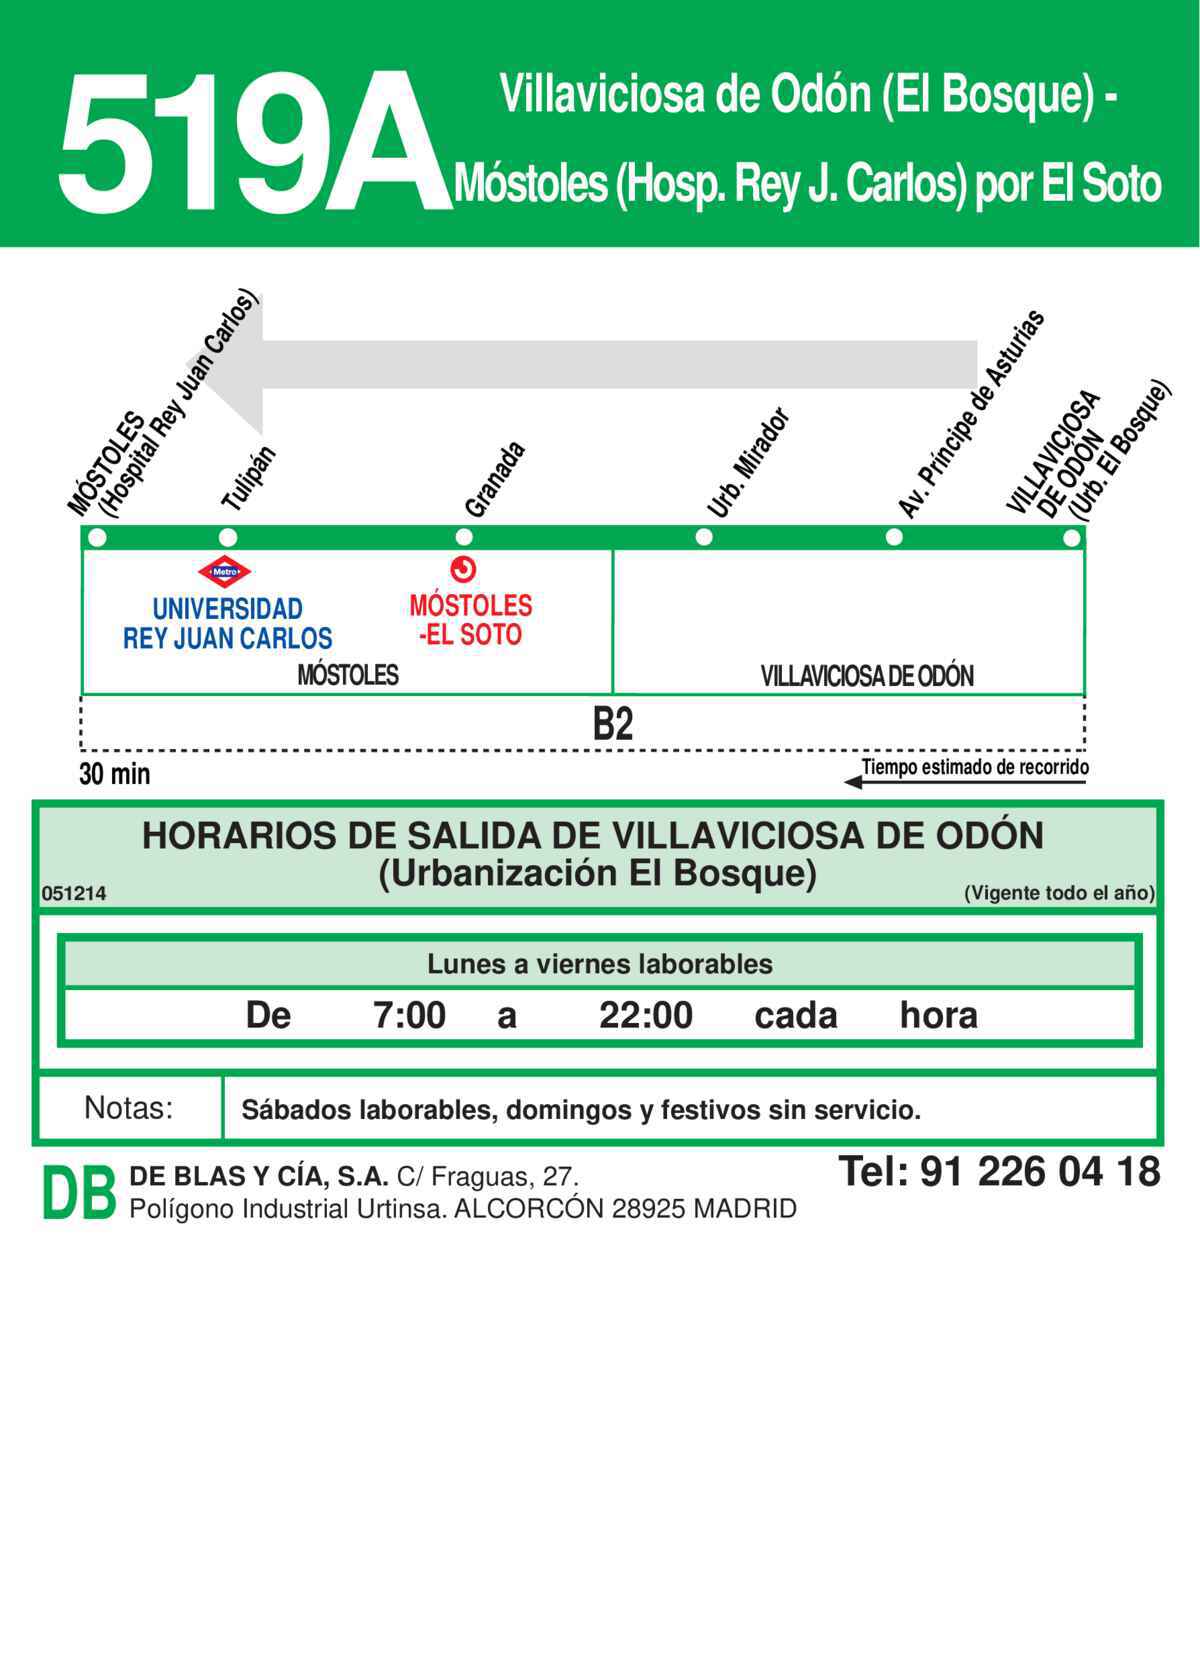 519A
Villaviciosa de Odón (El Bosque) -
Móstoles (Hosp. Rey J. Carlos) por El Soto
MÓSTOLES
(Hospital Rey Juan Carlos)
Tulipán
Granada
Urb. Mirador
Av. Príncipe de Asturias
VILLAVICIOSA
DE ODÓN
(Urb. El Bosque)
Metro
UNIVERSIDAD
REY JUAN CARLOS
MÓSTOLES
-EL SOTO
MÓSTOLES
VILLAVICIOSA DE ODÓN
B2
30 min
Tiempo estimado de recorrido
HORARIOS DE SALIDA DE VILLAVICIOSA DE ODÓN
(Urbanización El Bosque)
051214
(Vigente todo el año)
Lunes a viernes laborables
De 7:00 a 22:00 cada hora
Notas:
Sábados laborables, domingos y festivos sin servicio.
DB
DE BLAS Y CÍA, S.A. C/ Fraguas, 27.
Polígono Industrial Urtinsa. ALCORCÓN 28925 MADRID
Tel: 91 226 04 18